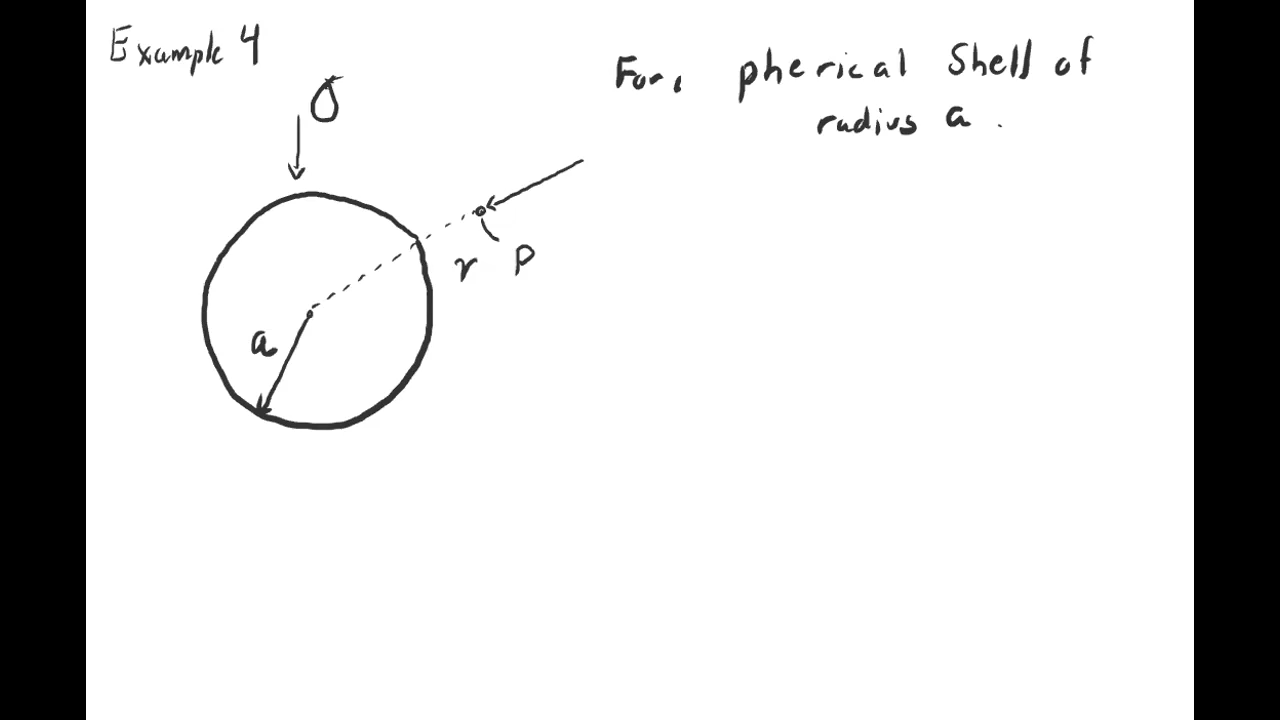 Example 4
For, pherical Shell of
radius a.
σ
r P
a